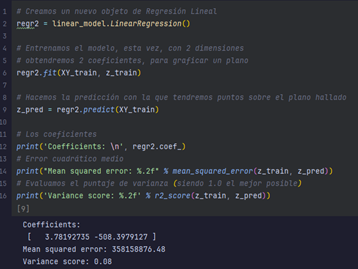 1 # Creamos un nuevo objeto de Regresión Lineal
2 regr2 = linear_model.LinearRegression()
3
4 # Entrenamos el modelo, esta vez, con 2 dimensiones
5 # obtendremos 2 coeficientes, para graficar un plano
6 regr2.fit(XY_train, z_train)
7
8 # Hacemos la predicción con la que tendremos puntos sobre el plano hallado
9 z_pred = regr2.predict(XY_train)
10
11 # Los coeficientes
12 print('Coefficients: \n', regr2.coef_)
13 # Error cuadrático medio
14 print("Mean squared error: %.2f" % mean_squared_error(z_train, z_pred))
15 # Evaluamos el puntaje de varianza (siendo 1.0 el mejor posible)
16 print('Variance score: %.2f' % r2_score(z_train, z_pred))
[9]
Coefficients:
[ 3.78192735 -508.3979127 ]
Mean squared error: 358158876.48
Variance score: 0.08